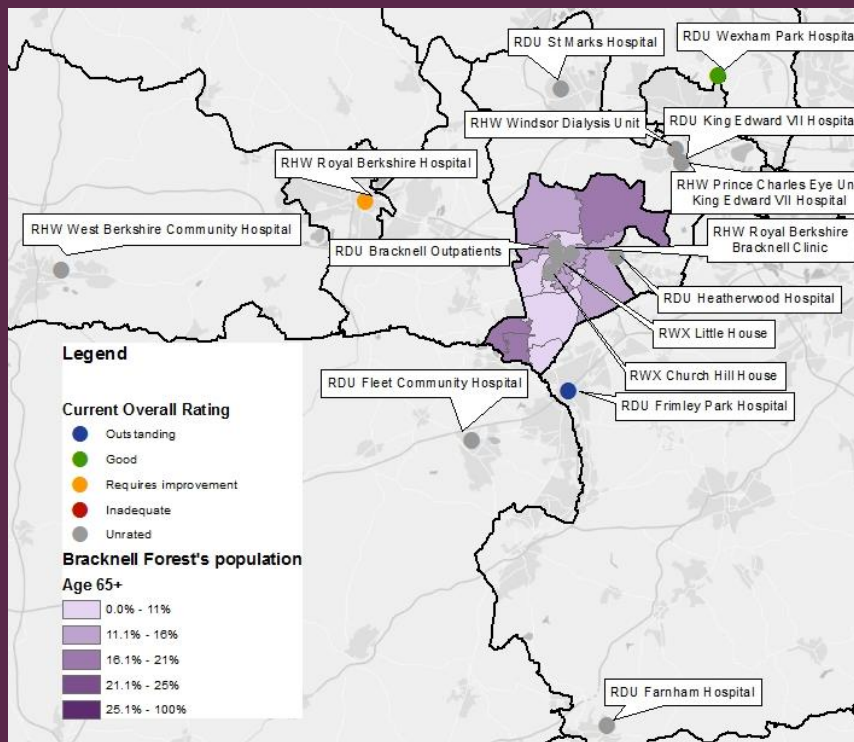 RDU St Marks Hospital
RDU Wexham Park Hospita
RHW Windsor Dialysis Unit
RDU King Edward VII Hospita
RHW Royal Berkshire Hospital
RHW Prince Charles Eye Un
King Edward VII Hospital
RHW West Berkshire Community Hospital
RDU Bracknell Outpatients
RHW Royal Berkshire
Bracknell Clinic
RDU Heatherwood Hospital
RWX Little House
RWX Church Hill House
RDU Fleet Community Hospital
RDU Frimley Park Hospital
RDU Farnham Hospital
Legend
Current Overall Rating
Outstanding
Good
Requires improvement
Inadequate
Unrated
Bracknell Forest's population
Age 65+
0.0% - 11%
11.1% - 16%
16.1% - 21%
21.1% - 25%
25.1% - 100%